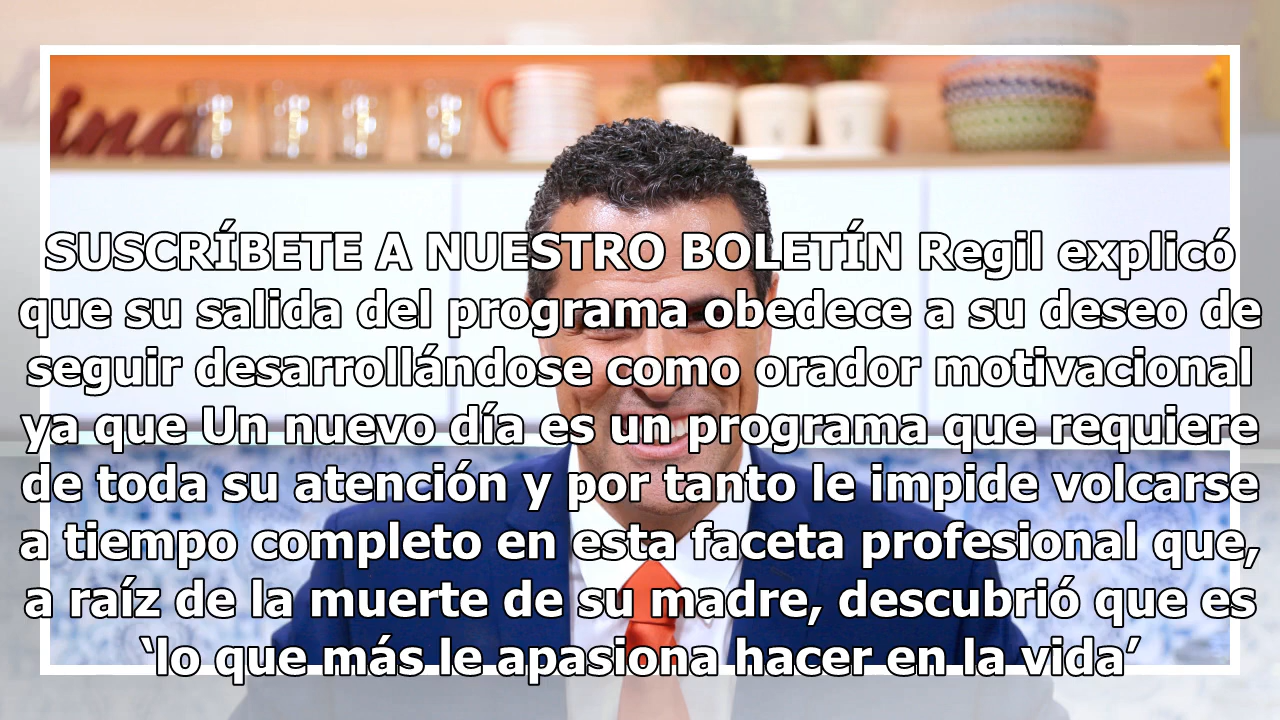 ina
SUSCRÍBETE A NUESTRO BOLETÍN Regil explicó
que su salida del programa obedece a su deseo de
seguir desarrollándose como orador motivacional
ya que Un nuevo día es un programa que requiere
de toda su atención y por tanto le impide volcarse
a tiempo completo en esta faceta profesional que,
a raíz de la muerte de su madre, descubrió que es
‘lo que más le apasiona hacer en la vida’